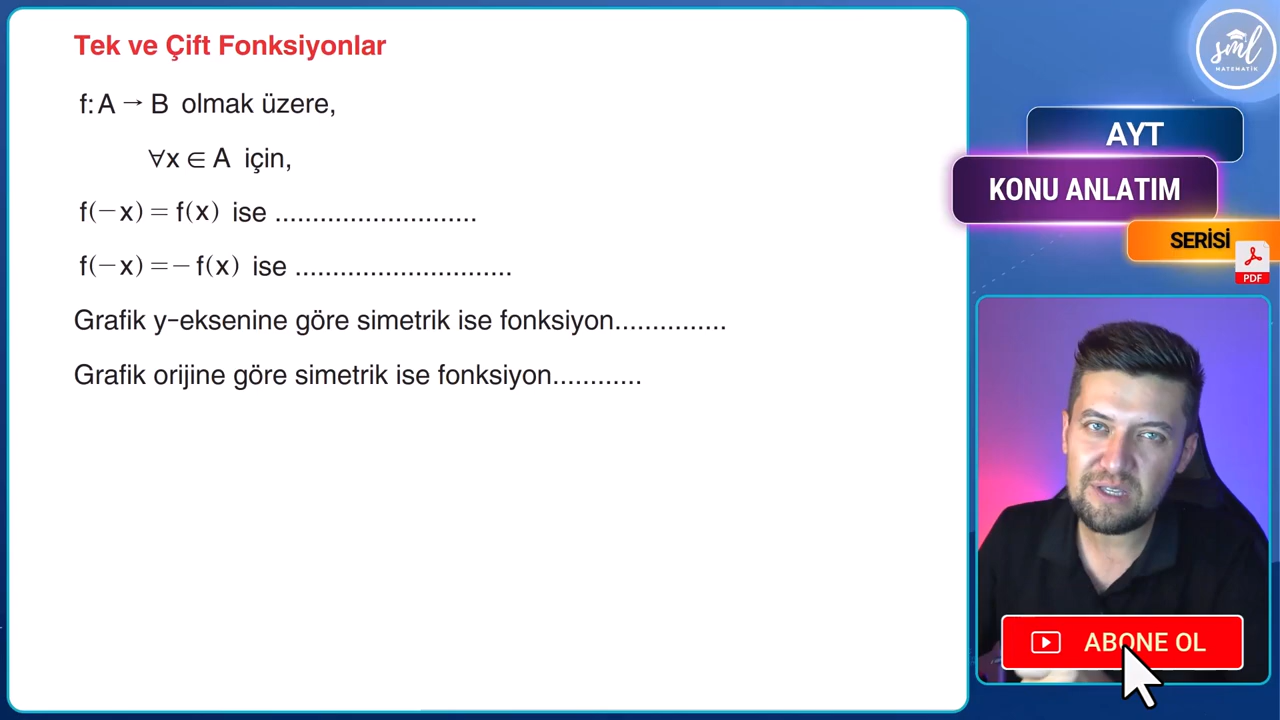 Tek ve Çift Fonksiyonlar
f: A → B olmak üzere,
∀x ∈ A için,
f(−x) = f(x) ise ...........................
f(−x) = − f(x) ise .............................
Grafik y-eksenine göre simetrik ise fonksiyon...............
Grafik orijine göre simetrik ise fonksiyon............
sml
MATEMATİK
AYT
KONU ANLATIM
SERİSİ
PDF
ABONE OL